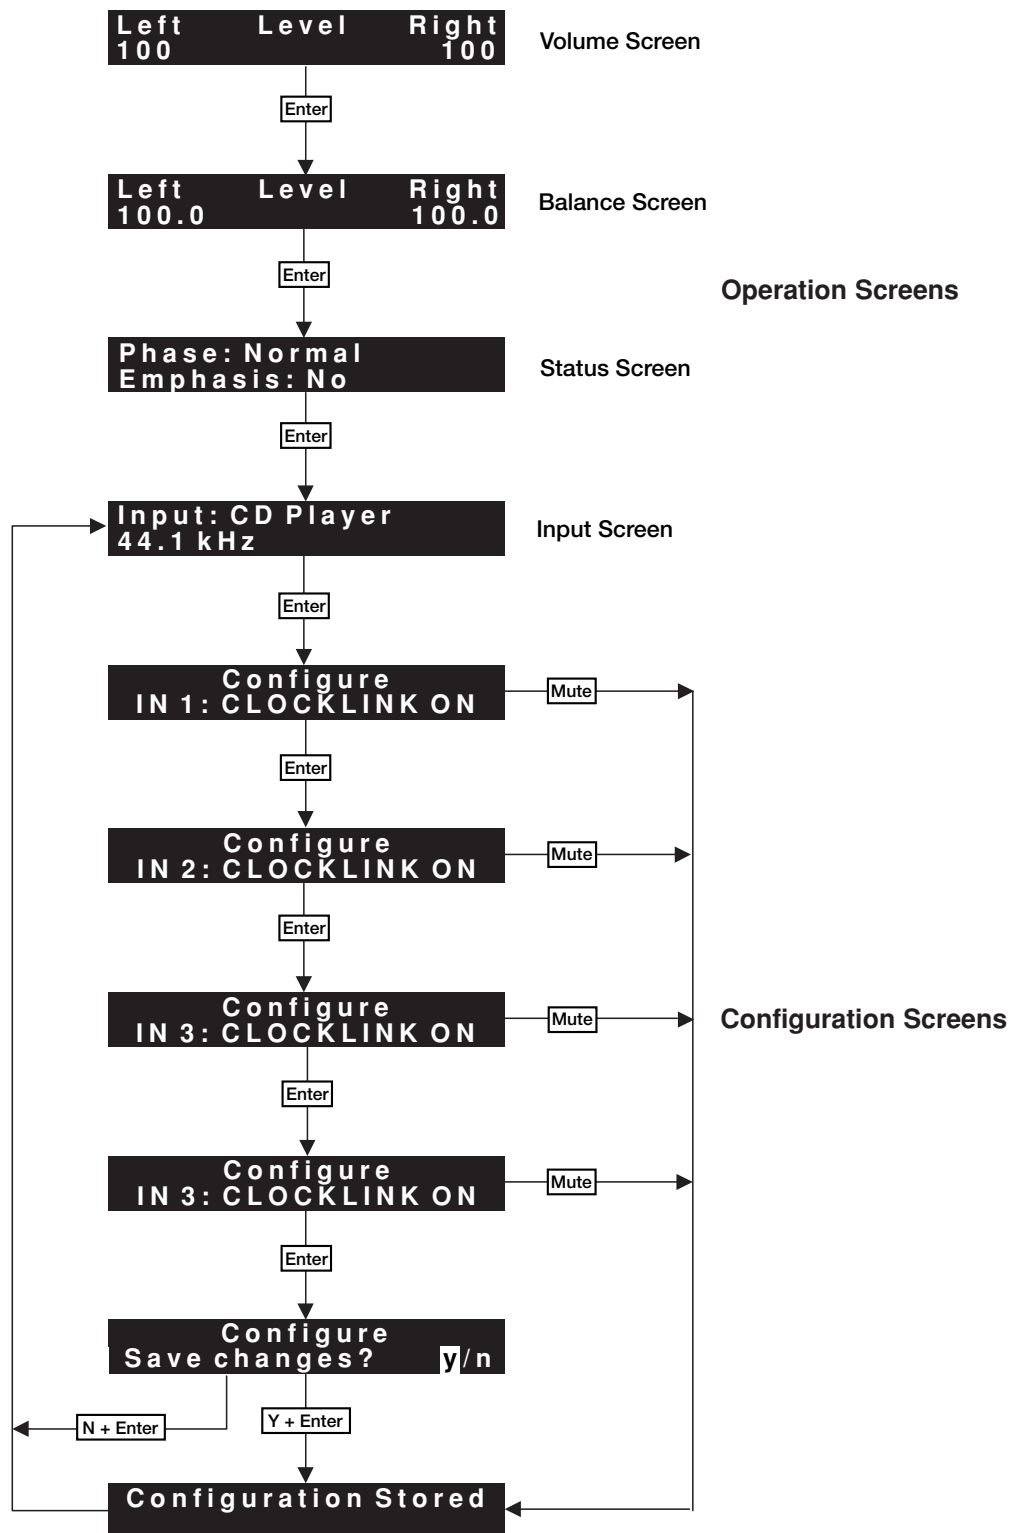 Left Level Right
100 100
Volume Screen
Enter
Left Level Right
100.0 100.0
Balance Screen
Enter
Operation Screens
Phase: Normal
Emphasis: No
Status Screen
Enter
Input: CD Player
44.1 kHz
Input Screen
Enter
Configure
IN 1: CLOCKLINK ON
Mute
Enter
Configure
IN 2: CLOCKLINK ON
Mute
Enter
Configure
IN 3: CLOCKLINK ON
Mute
Configuration Screens
Enter
Configure
IN 3: CLOCKLINK ON
Mute
Enter
Configure
Save changes? y/n
N + Enter
Y + Enter
Configuration Stored